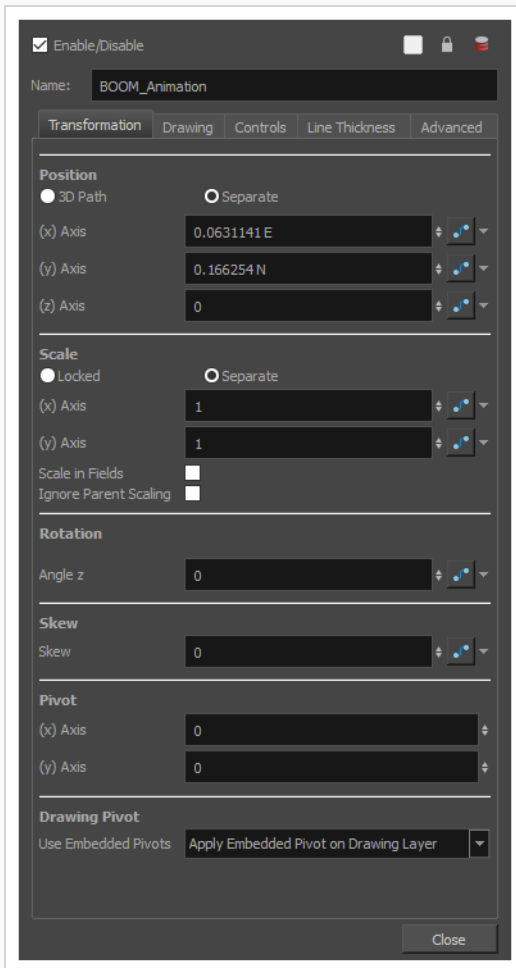 Enable/Disable
Name: BOOM_Animation
Transformation Drawing Controls Line Thickness Advanced
Position
3D Path Separate
(x) Axis 0.0631141 E
(y) Axis 0.166254 N
(z) Axis 0
Scale
Locked Separate
(x) Axis 1
(y) Axis 1
Scale in Fields
Ignore Parent Scaling
Rotation
Angle z 0
Skew
Skew 0
Pivot
(x) Axis 0
(y) Axis 0
Drawing Pivot
Use Embedded Pivots Apply Embedded Pivot on Drawing Layer
Close